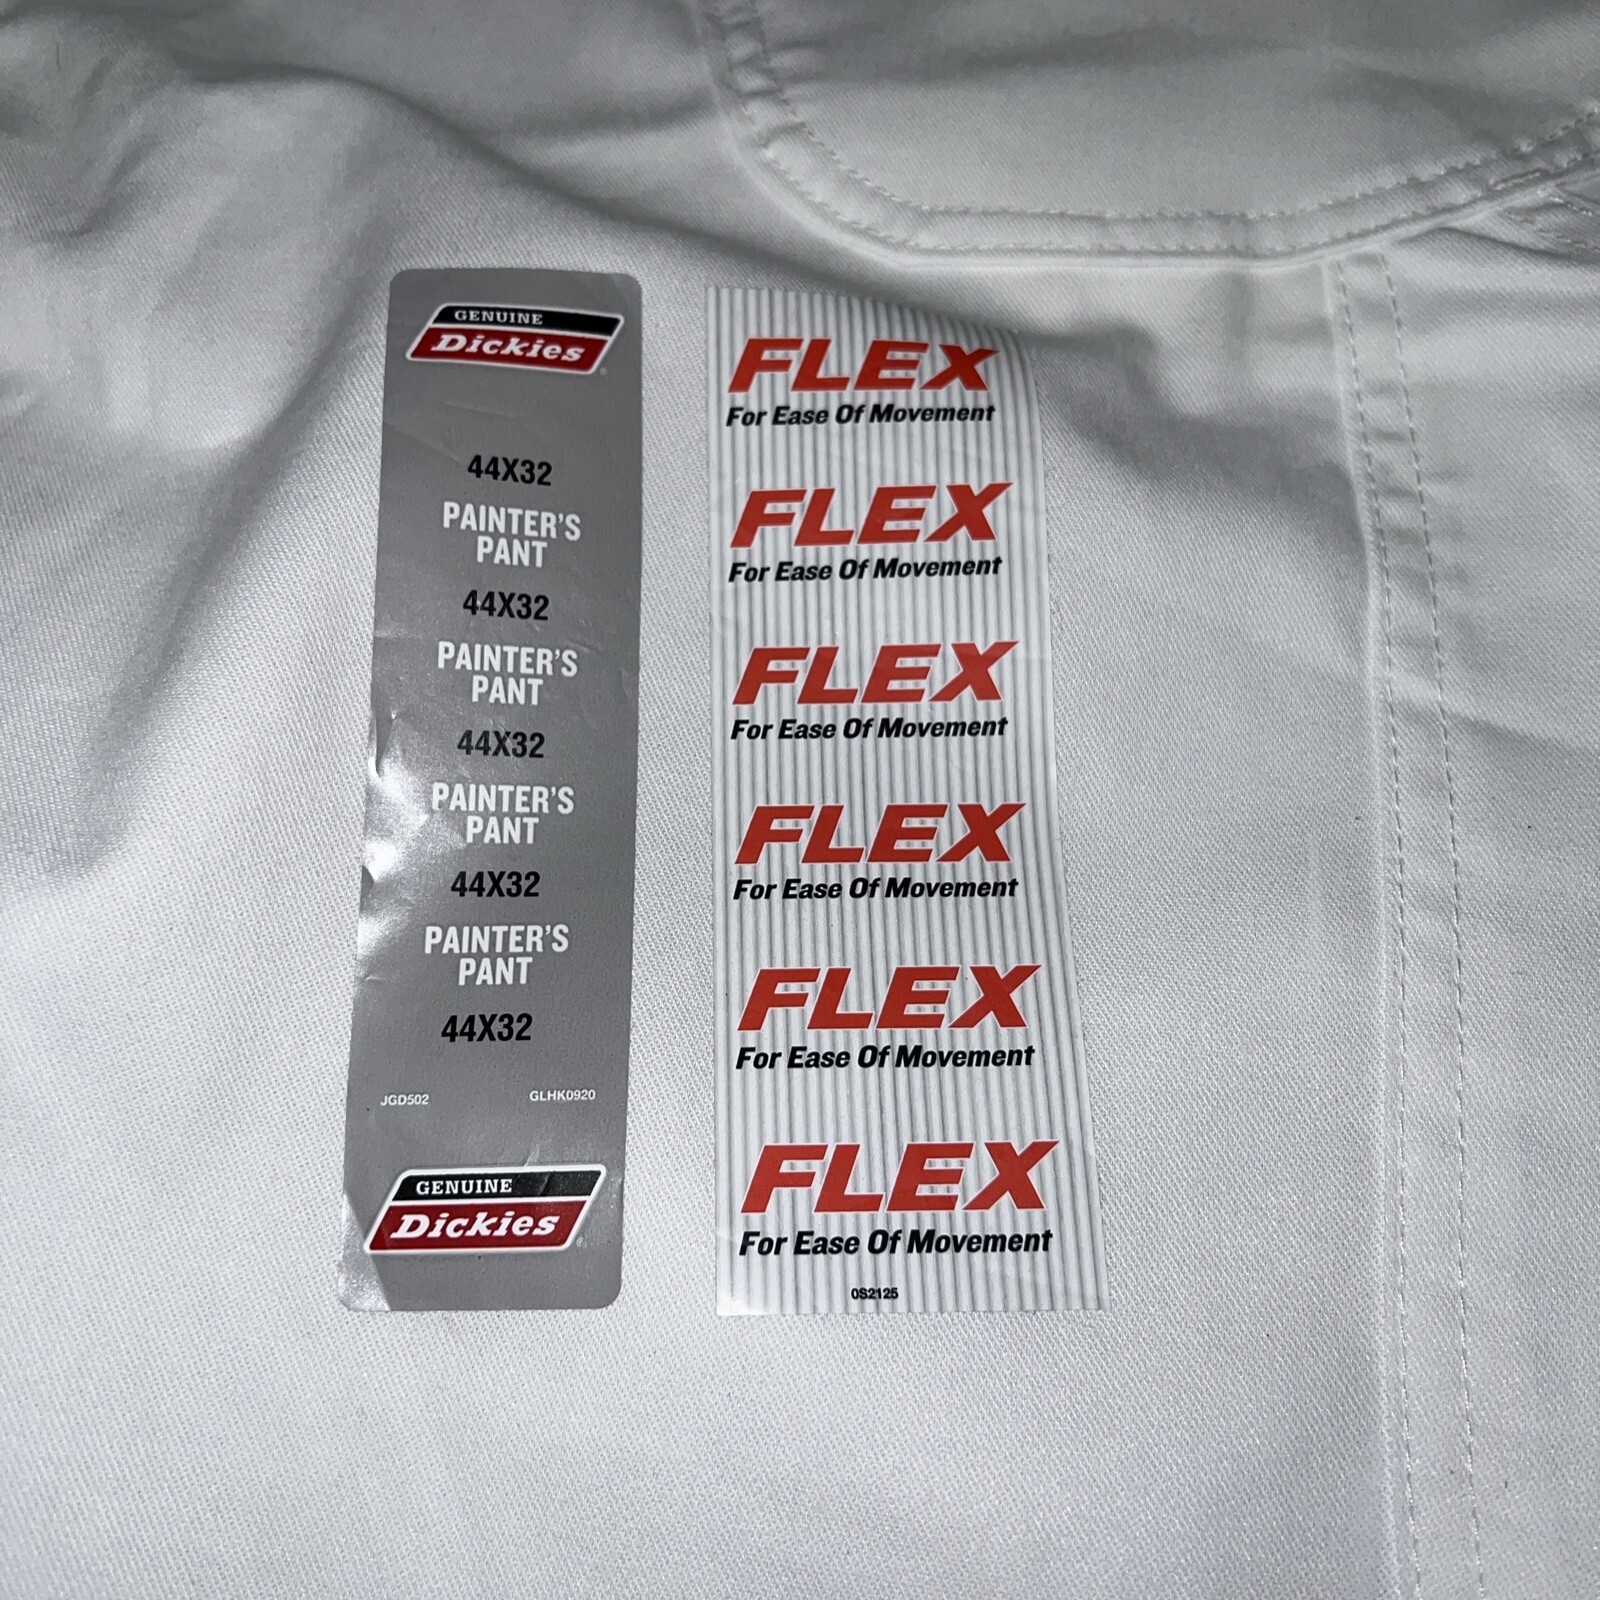 GENUINE
Dickies
44X32
PAINTER'S
PANT
44X32
PAINTER'S
PANT
44X32
PAINTER'S
PANT
44X32
PAINTER'S
PANT
44X32
JGD502 GLHK0920
GENUINE
Dickies
FLEX
For Ease Of Movement
FLEX
For Ease Of Movement
FLEX
For Ease Of Movement
FLEX
For Ease Of Movement
FLEX
For Ease Of Movement
FLEX
For Ease Of Movement
0S2125